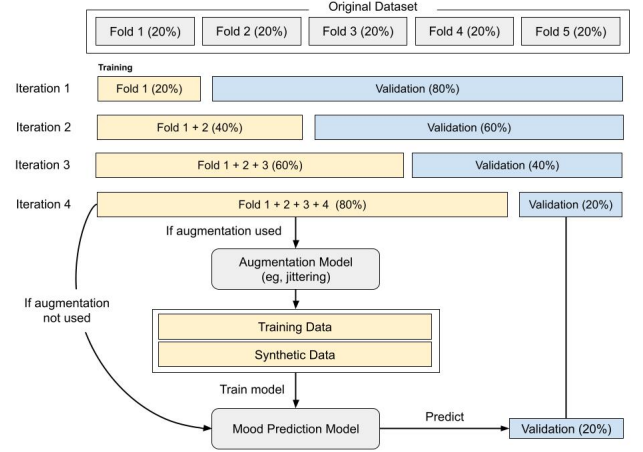 Original Dataset
Fold 1 (20%) Fold 2 (20%) Fold 3 (20%) Fold 4 (20%) Fold 5 (20%)
Training
Iteration 1 Fold 1 (20%) Validation (80%)
Iteration 2 Fold 1 + 2 (40%) Validation (60%)
Iteration 3 Fold 1 + 2 + 3 (60%) Validation (40%)
Iteration 4 Fold 1 + 2 + 3 + 4 (80%) Validation (20%)
If augmentation used
Augmentation Model
(eg, jittering)
If augmentation
not used
Training Data
Synthetic Data
Train model
Mood Prediction Model
Predict
Validation (20%)